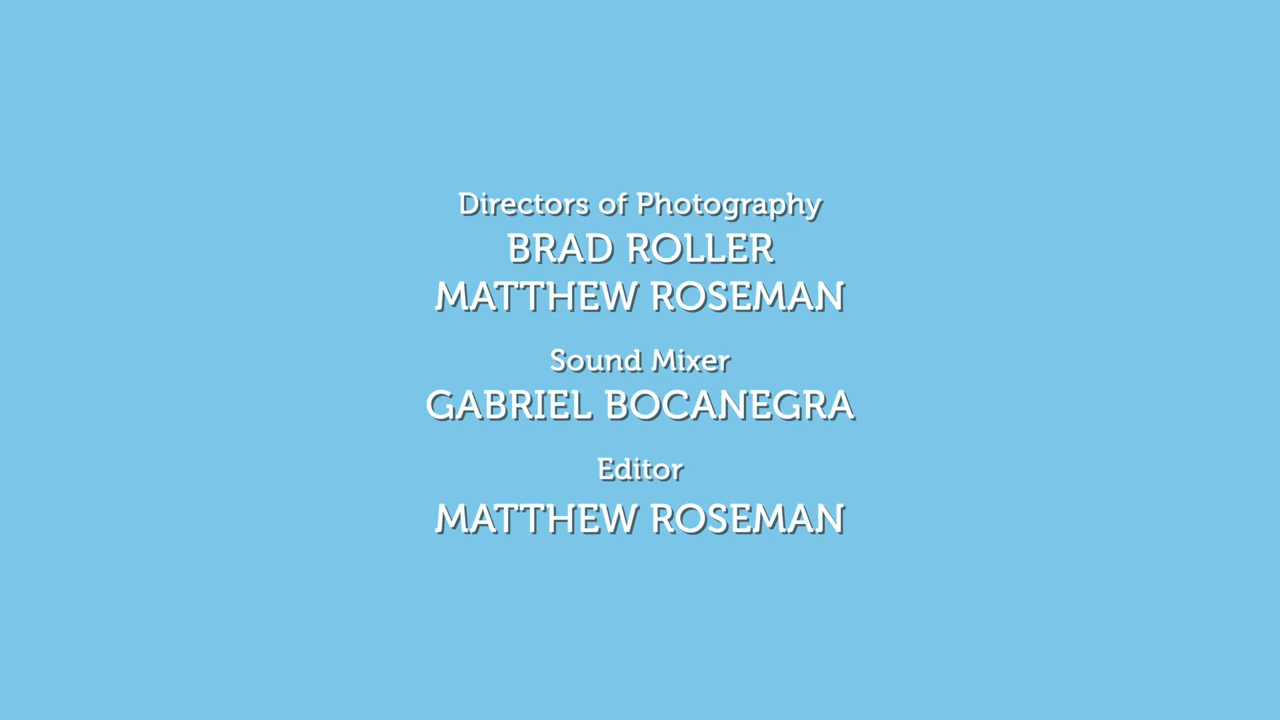 Directors of Photography
BRAD ROLLER
MATTHEW ROSEMAN
Sound Mixer
GABRIEL BOCANEGRA
Editor
MATTHEW ROSEMAN